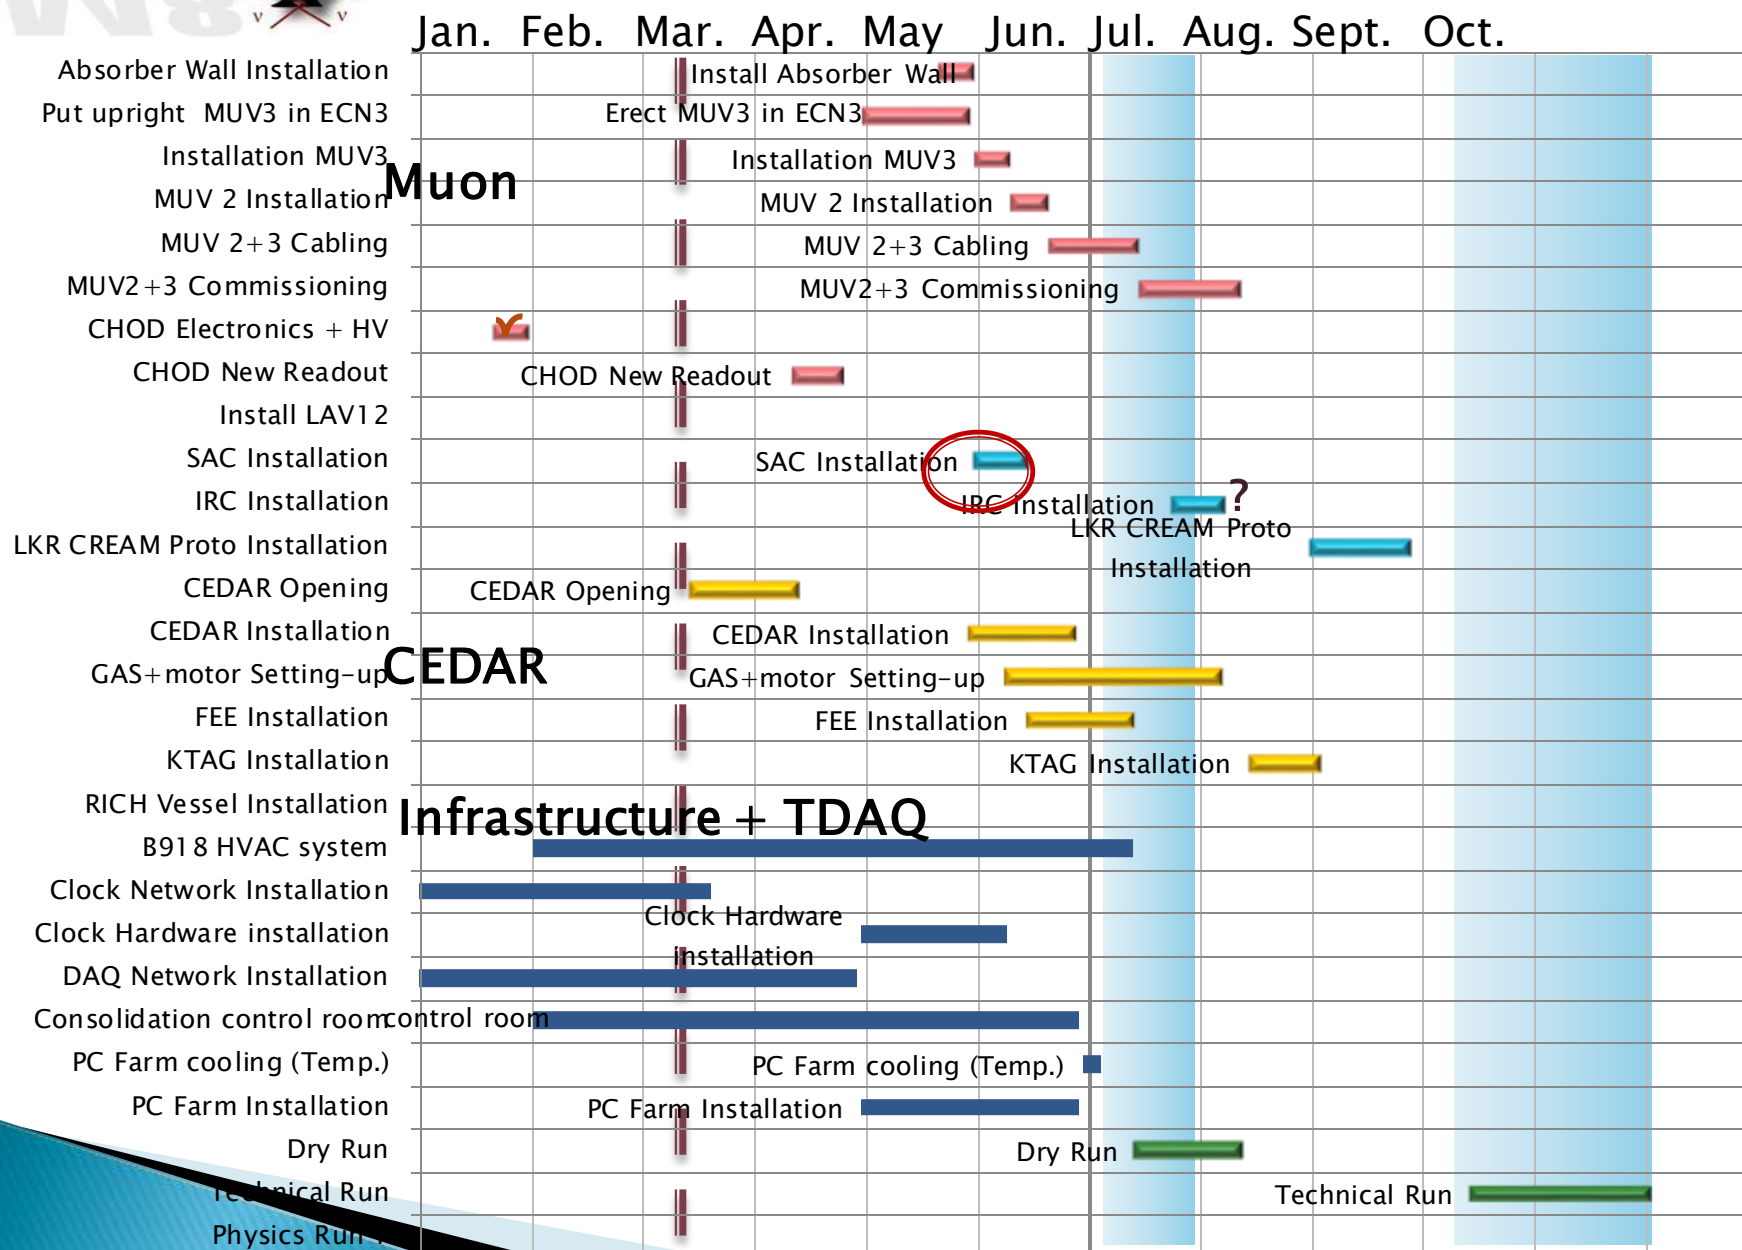 Jan. Feb. Mar. Apr. May Jun. Jul. Aug. Sept. Oct.
Absorber Wall Installation
Install Absorber Wall
Put upright MUV3 in ECN3
Erect MUV3 in ECN3
Installation MUV3
Installation MUV3
Muon
MUV 2 Installation
MUV 2 Installation
MUV 2+3 Cabling
MUV 2+3 Cabling
MUV2+3 Commissioning
MUV2+3 Commissioning
CHOD Electronics + HV
CHOD New Readout
CHOD New Readout
Install LAV12
SAC Installation
SAC Installation
IRC Installation
IRC Installation
?
LKR CREAM Proto Installation
LKR CREAM Proto
Installation
CEDAR Opening
CEDAR Opening
CEDAR Installation
CEDAR Installation
CEDAR
GAS+motor Setting-up
GAS+motor Setting-up
FEE Installation
FEE Installation
KTAG Installation
KTAG Installation
RICH Vessel Installation
Infrastructure + TDAQ
B918 HVAC system
Clock Network Installation
Clock Hardware installation
Clock Hardware
installation
DAQ Network Installation
Consolidation control room
control room
PC Farm cooling (Temp.)
PC Farm cooling (Temp.)
PC Farm Installation
PC Farm Installation
Dry Run
Dry Run
Technical Run
Technical Run
Physics Run